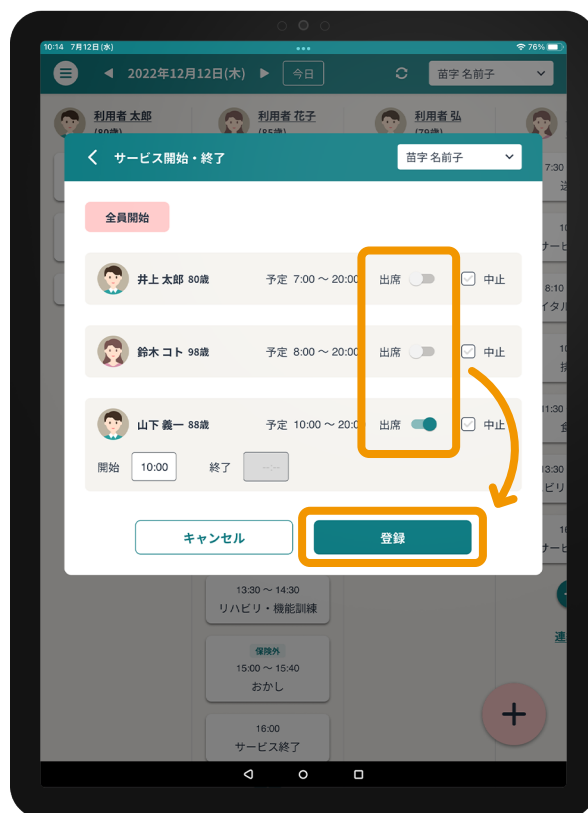 10:14 7月12日(水)
76%
2022年12月12日(木)
今日
苗字 名前子
利用者 太郎
利用者 花子
利用者 弘
(80歳)
(85歳)
(79歳)
サービス開始・終了
苗字 名前子
7:30
全員開始
井上 太郎 80歳
予定 7:00 ～ 20:00
出席
中止
8:10
鈴木 コト 98歳
予定 8:00 ～ 20:00
出席
中止
11:30
山下 義一 88歳
予定 10:00 ～ 20:00
出席
中止
開始
10:00
終了
--:--
13:30
キャンセル
登録
13:30 ～ 14:30
リハビリ・機能訓練
保険外
15:00 ～ 15:40
おかし
16:00
サービス終了